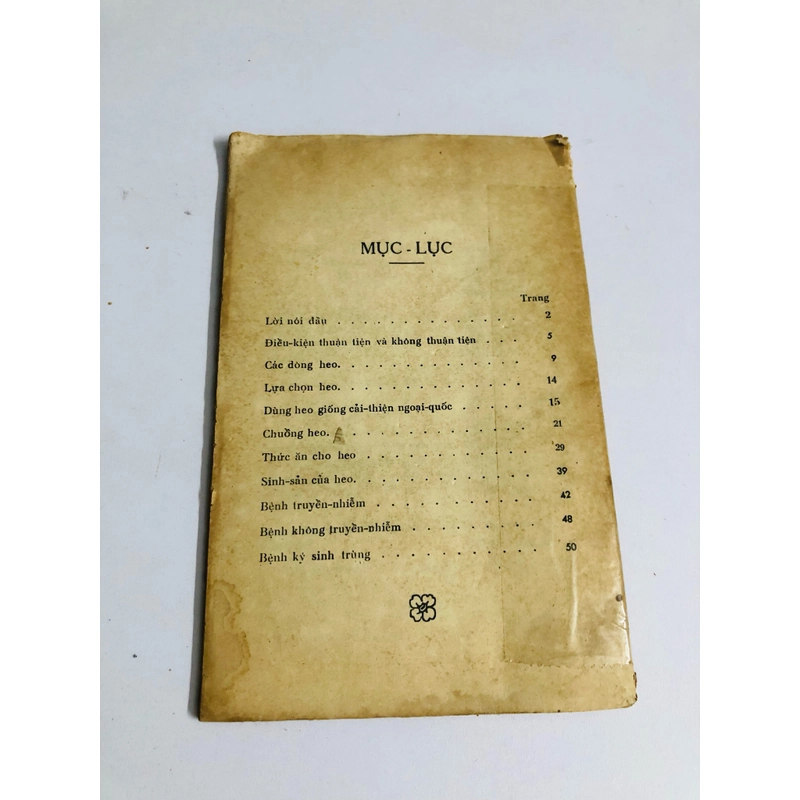 MỤC - LỤC
Trang
Lời nói đầu . . . . . . . . . . . . . . 2
Điều-kiện thuận tiện và không thuận tiện . . . 5
Các dòng heo. . . . . . . . . . . . . . 9
Lựa chọn heo. . . . . . . . . . . . . . 14
Dùng heo giống cải-thiện ngoại-quốc . . . . . 15
Chuồng heo. . . . . . . . . . . . . . 21
Thức ăn cho heo . . . . . . . . . . . . 29
Sinh-sản của heo. . . . . . . . . . . . 39
Bệnh truyền-nhiễm . . . . . . . . . . . 42
Bệnh không truyền-nhiễm . . . . . . . . . 48
Bệnh ký sinh trùng . . . . . . . . . . . 50